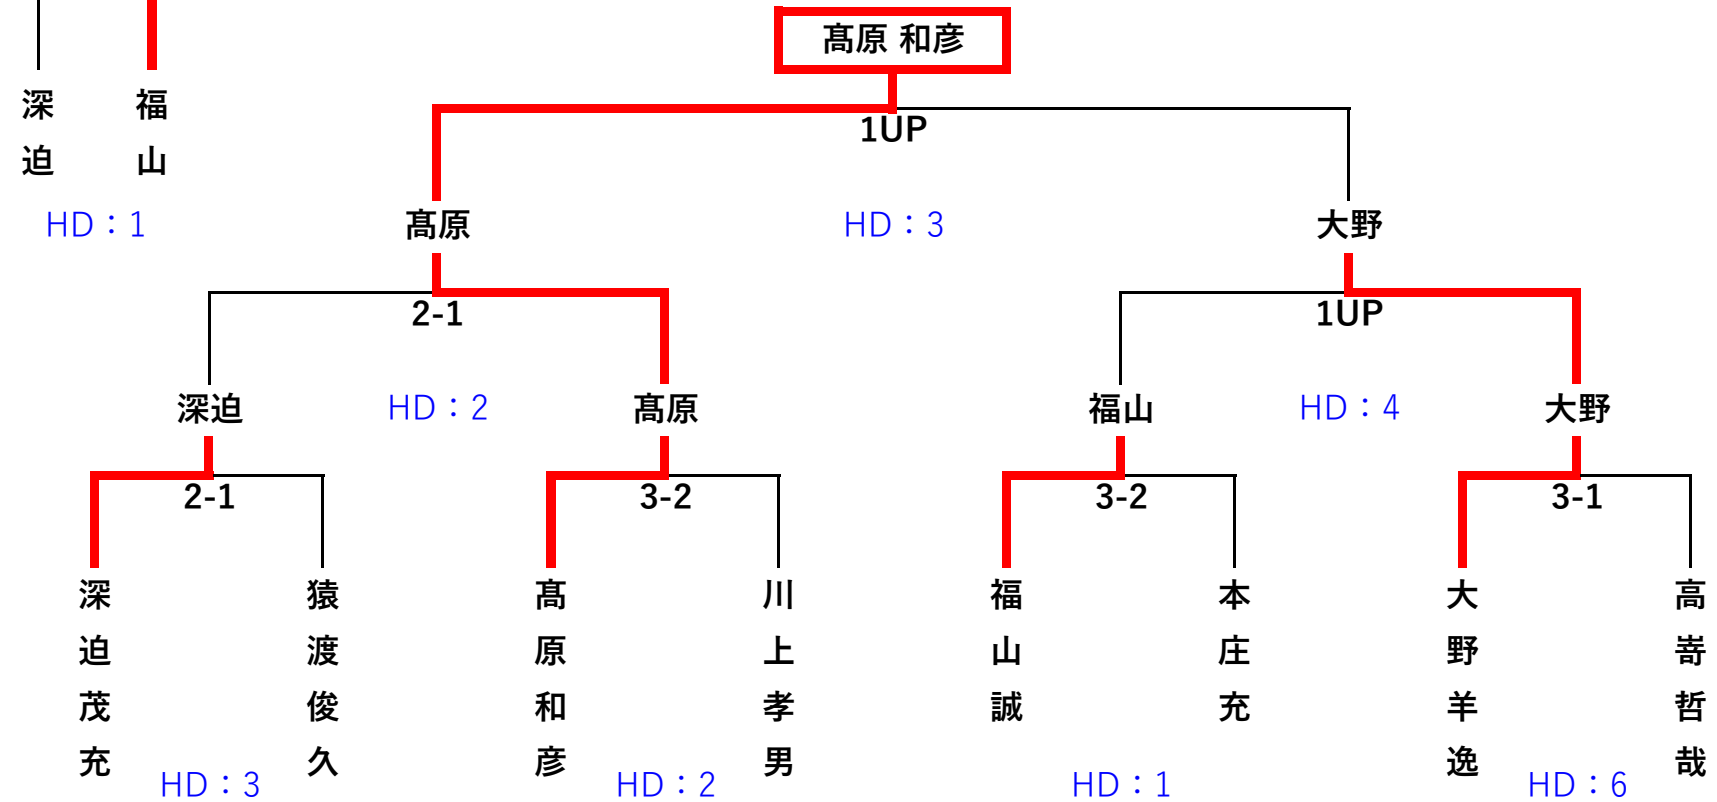 髙原 和彦
深迫
福山
1UP
HD：1
髙原
HD：3
大野
2-1
1UP
深迫
HD：2
髙原
福山
HD：4
大野
2-1
3-2
3-2
3-1
深迫茂充
猿渡俊久
髙原和彦
川上孝男
福山誠
本庄充
大野羊逸
高嵜哲哉
HD：3
HD：2
HD：1
HD：6